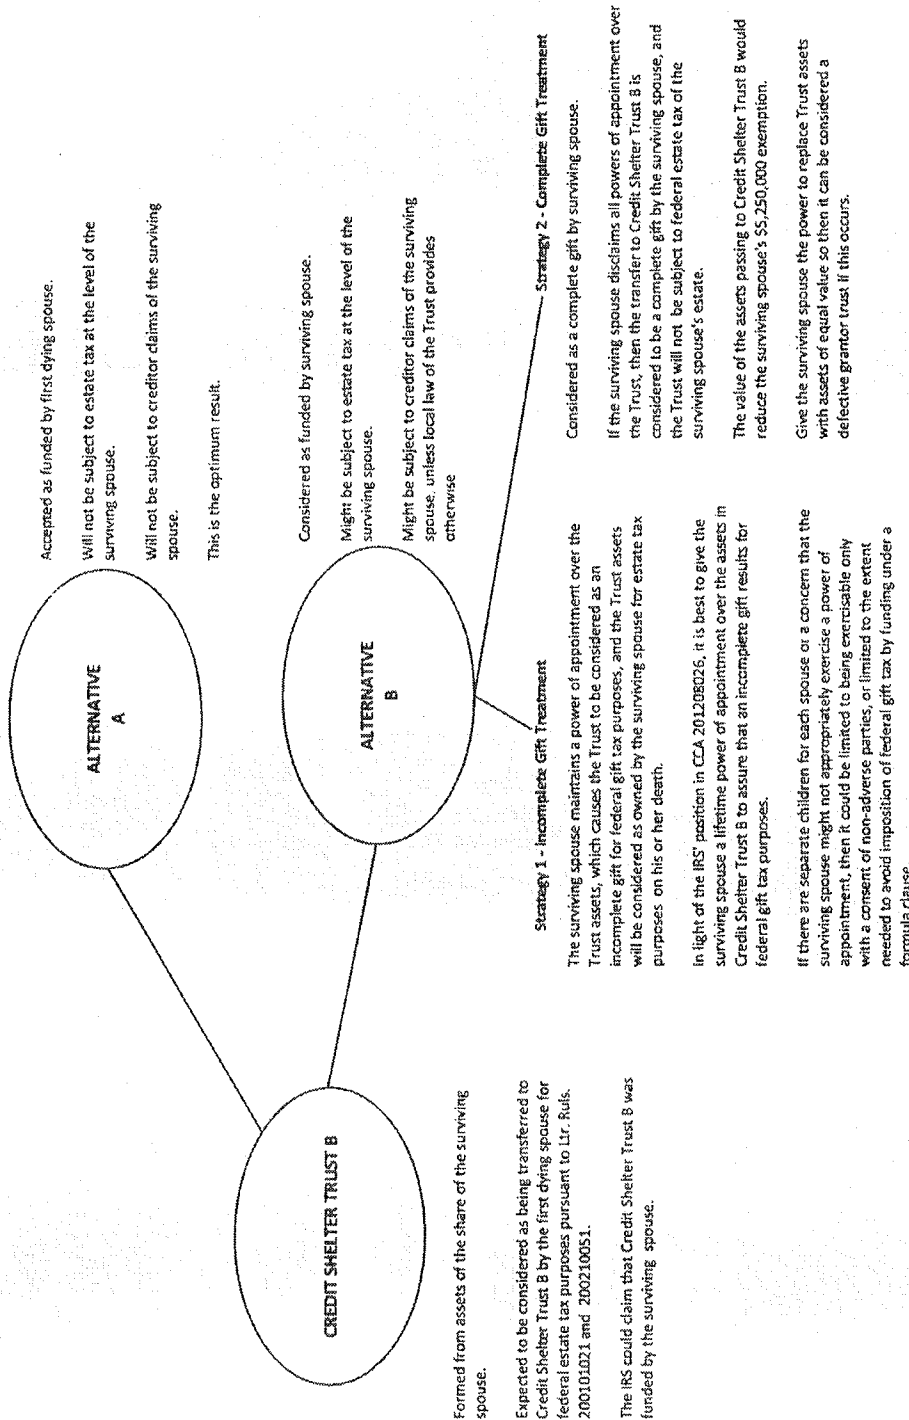 CREDIT SHELTER TRUST B
Formed from assets of the share of the surviving
spouse.
Expected to be considered as being transferred to
Credit Shelter Trust B by the first dying spouse for
federal estate tax purposes pursuant to Ltr. Ruls.
200101021 and 200210051.
The IRS could claim that Credit Shelter Trust B was
funded by the surviving spouse.
ALTERNATIVE
A
Accepted as funded by first dying spouse.
Will not be subject to estate tax at the level of the
surviving spouse.
Will not be subject to creditor claims of the surviving
spouse.
This is the optimum result.
ALTERNATIVE
B
Considered as funded by surviving spouse.
Might be subject to estate tax at the level of the
surviving spouse.
Might be subject to creditor claims of the surviving
spouse, unless local law of the Trust provides
otherwise
Strategy 1 - Incomplete Gift Treatment
The surviving spouse maintains a power of appointment over the
Trust assets, which causes the Trust to be considered as an
incomplete gift for federal gift tax purposes, and the Trust assets
will be considered as owned by the surviving spouse for estate tax
purposes on his or her death.
In light of the IRS' position in CCA 201208026, it is best to give the
surviving spouse a lifetime power of appointment over the assets in
Credit Shelter Trust B to assure that an incomplete gift results for
federal gift tax purposes.
If there are separate children for each spouse or a concern that the
surviving spouse might not appropriately exercise a power of
appointment, then it could be limited to being exercisable only
with a consent of non-adverse parties, or limited to the extent
needed to avoid imposition of federal gift tax by funding under a
formula clause
Strategy 2 - Complete Gift Treatment
Considered as a complete gift by surviving spouse.
If the surviving spouse disclaims all powers of appointment over
the Trust, then the transfer to Credit Shelter Trust B is
considered to be a complete gift by the surviving spouse, and
the Trust will not be subject to federal estate tax of the
surviving spouse's estate.
The value of the assets passing to Credit Shelter Trust B would
reduce the surviving spouse's $5,250,000 exemption.
Give the surviving spouse the power to replace Trust assets
with assets of equal value so then it can be considered a
defective grantor trust if this occurs.